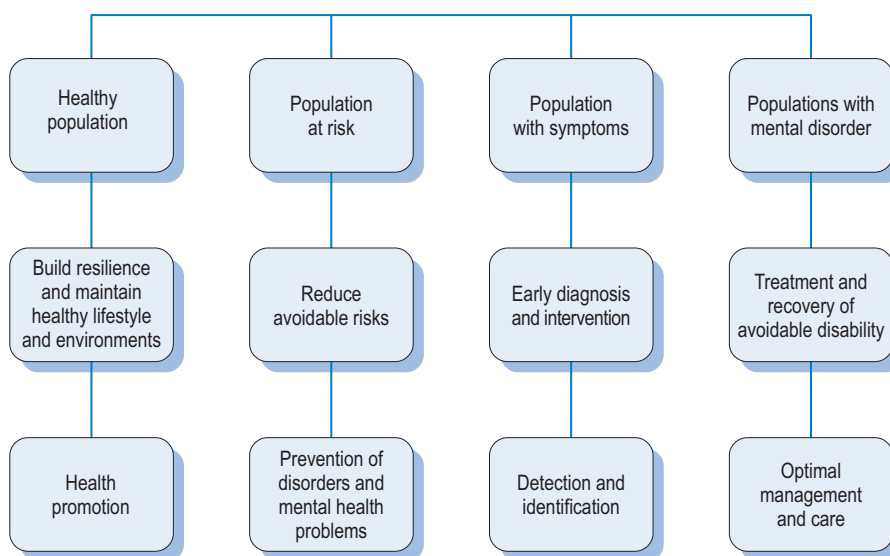 Healthy
population
Population
at risk
Population
with symptoms
Populations with
mental disorder
Build resilience
and maintain
healthy lifestyle
and environments
Reduce
avoidable risks
Early diagnosis
and intervention
Treatment and
recovery of
avoidable disability
Health
promotion
Prevention of
disorders and
mental health
problems
Detection and
identification
Optimal
management
and care